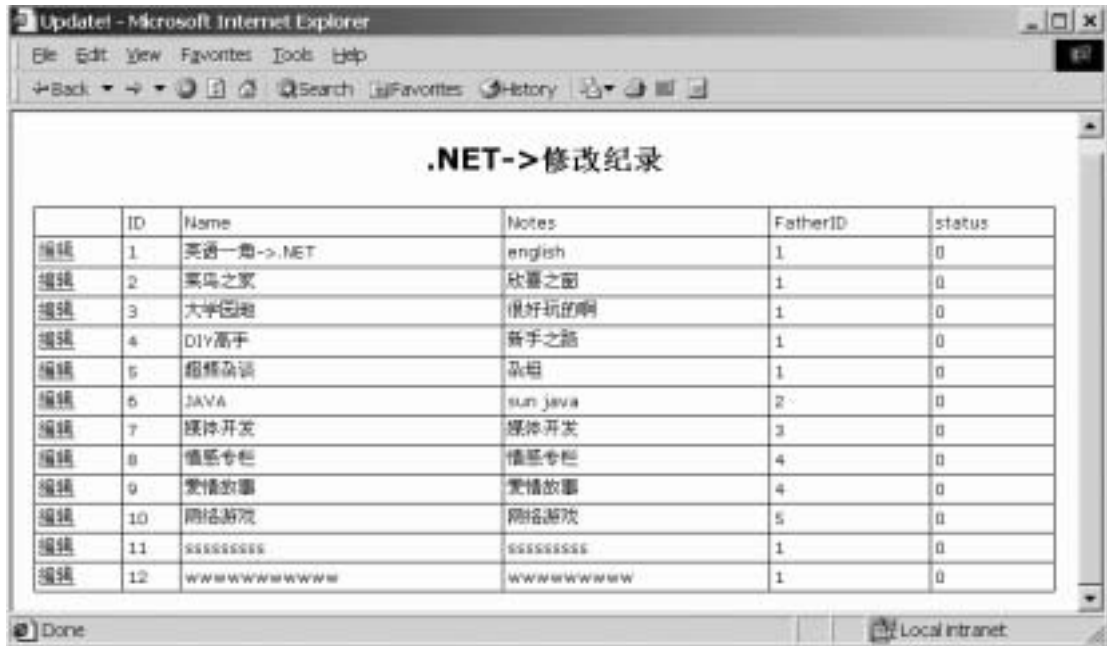 Update! - Microsoft Internet Explorer
File Edit View Favorites Tools Help
Back Search Favorites History
.NET->修改纪录
ID Name Notes FatherID status
编辑 1 英语一角->.NET english 1 0
编辑 2 菜鸟之家 欣喜之窗 1 0
编辑 3 大学园地 很好玩的啊 1 0
编辑 4 DIY高手 新手之路 1 0
编辑 5 超频杂谈 杂坦 1 0
编辑 6 JAVA sun java 2 0
编辑 7 媒体开发 媒体开发 3 0
编辑 8 情感专栏 情感专栏 4 0
编辑 9 爱情故事 爱情故事 4 0
编辑 10 网络游戏 网络游戏 5 0
编辑 11 sssssssss sssssssss 1 0
编辑 12 wwwwwwwwwww wwwwwwwww 1 0
Done Local intranet